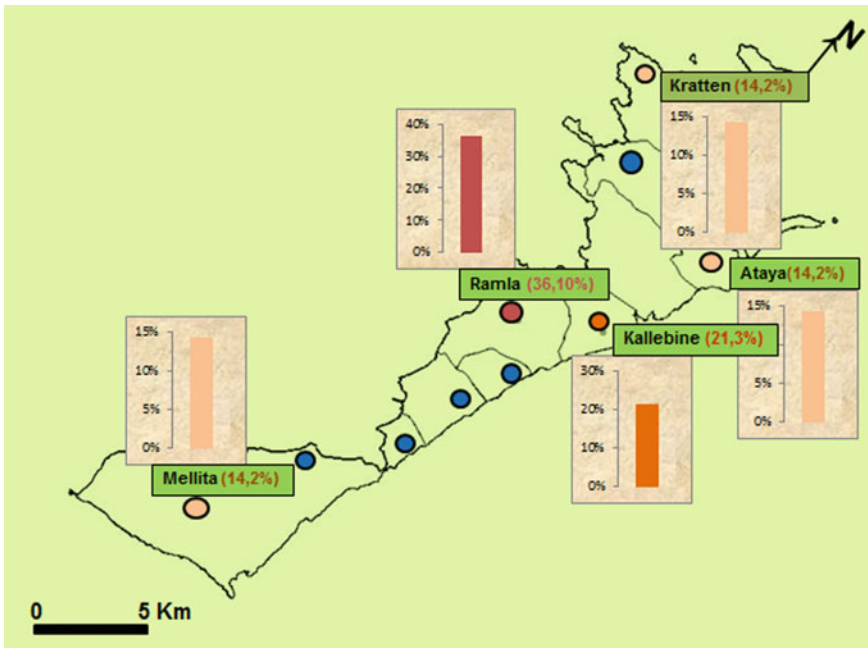 N
Kratten (14,2%)
15%
10%
5%
0%
40%
30%
20%
10%
0%
Ramla (36,10%)
Ataya(14,2%)
15%
5%
0%
Kallebine (21,3%)
30%
20%
10%
0%
15%
10%
5%
0%
Mellita (14,2%)
0 5 Km